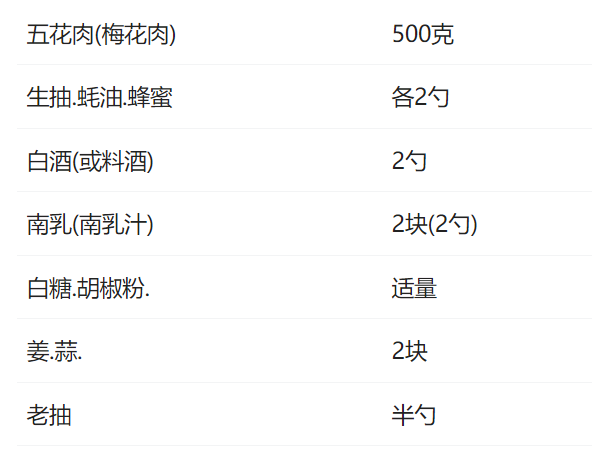 五花肉(梅花肉) 500克
生抽.蚝油.蜂蜜 各2勺
白酒(或料酒) 2勺
南乳(南乳汁) 2块(2勺)
白糖.胡椒粉. 适量
姜.蒜. 2块
老抽 半勺